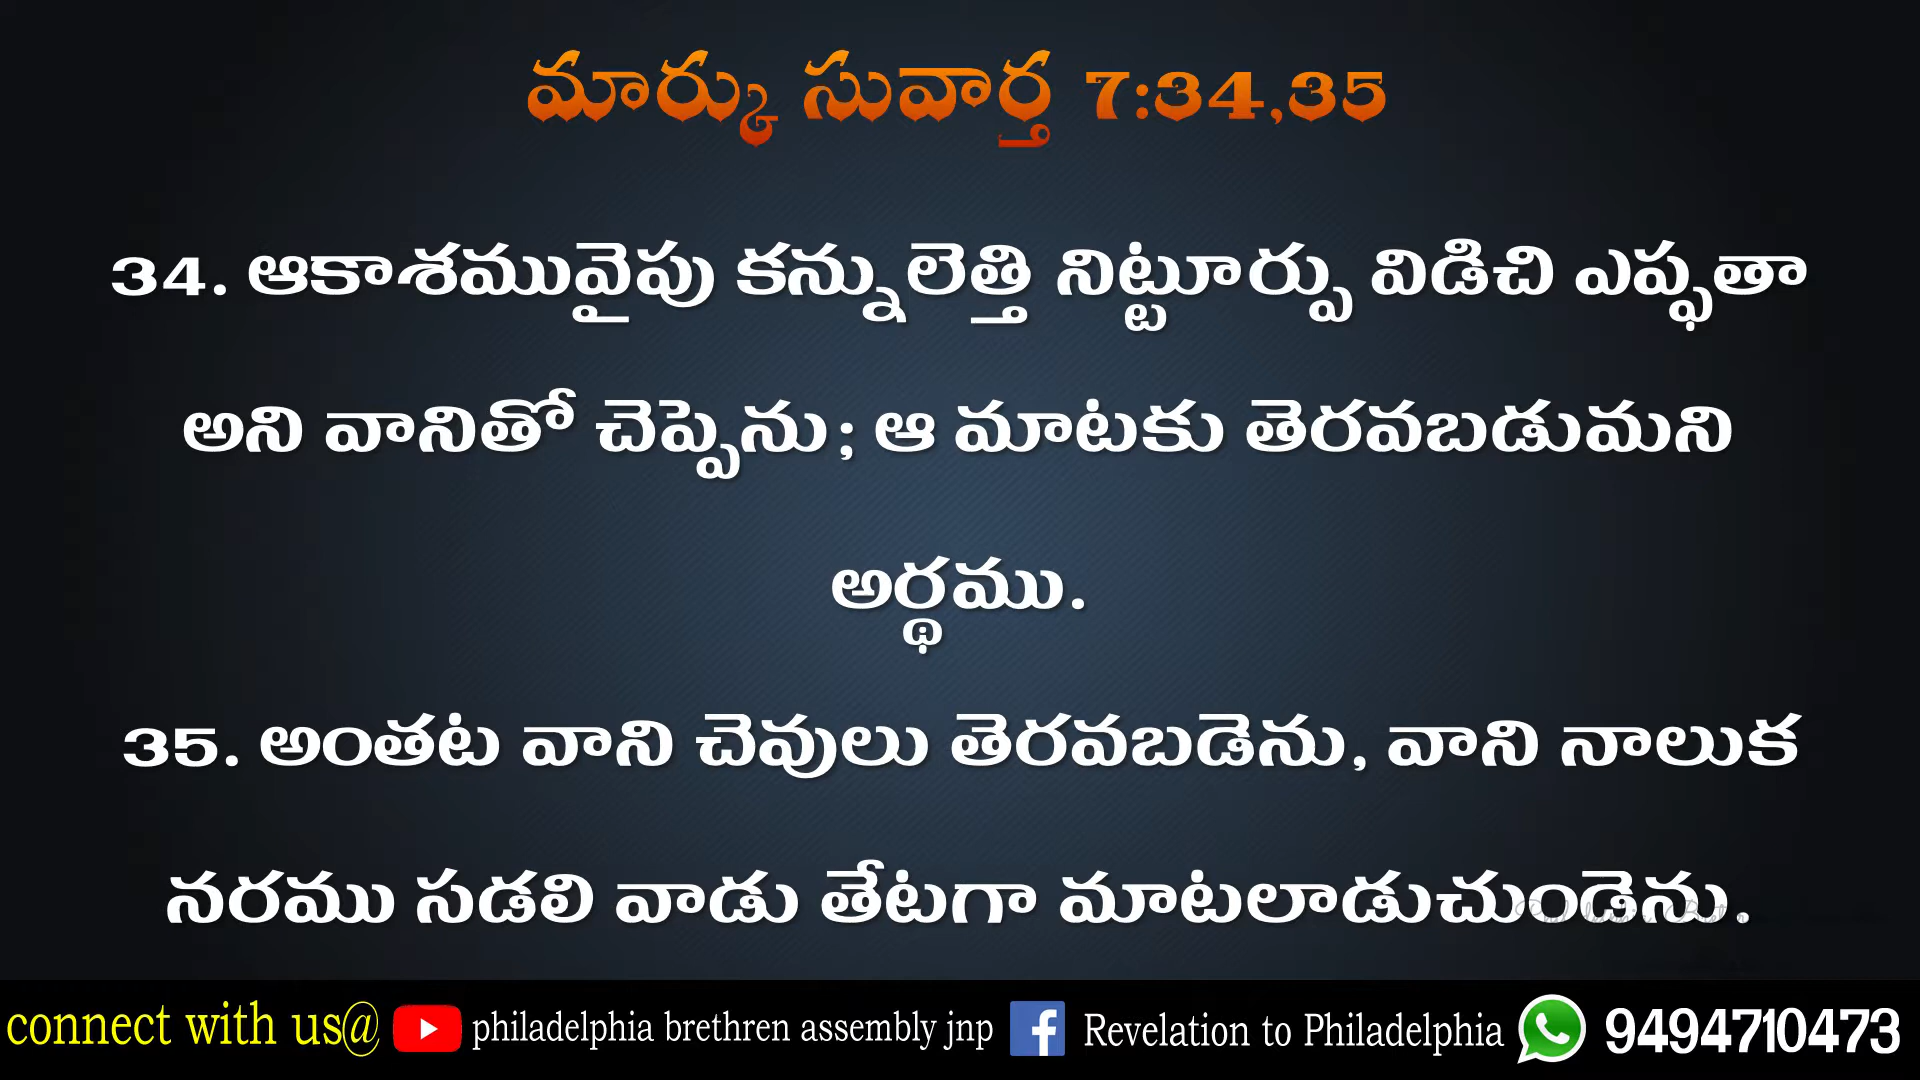 మార్కు సువార్త 7:34,35
34. ఆకాశమువైపు కన్నులెత్తి నిట్టూర్పు విడిచి ఎప్ఫతా
అని వానితో చెప్పెను; ఆ మాటకు తెరవబడుమని
అర్థము.
35. అంతట వాని చెవులు తెరవబడెను, వాని నాలుక
నరము సడలి వాడు తేటగా మాటలాడుచుండెను.
connect with us@ philadelphia brethren assembly jnp Revelation to Philadelphia 9494710473